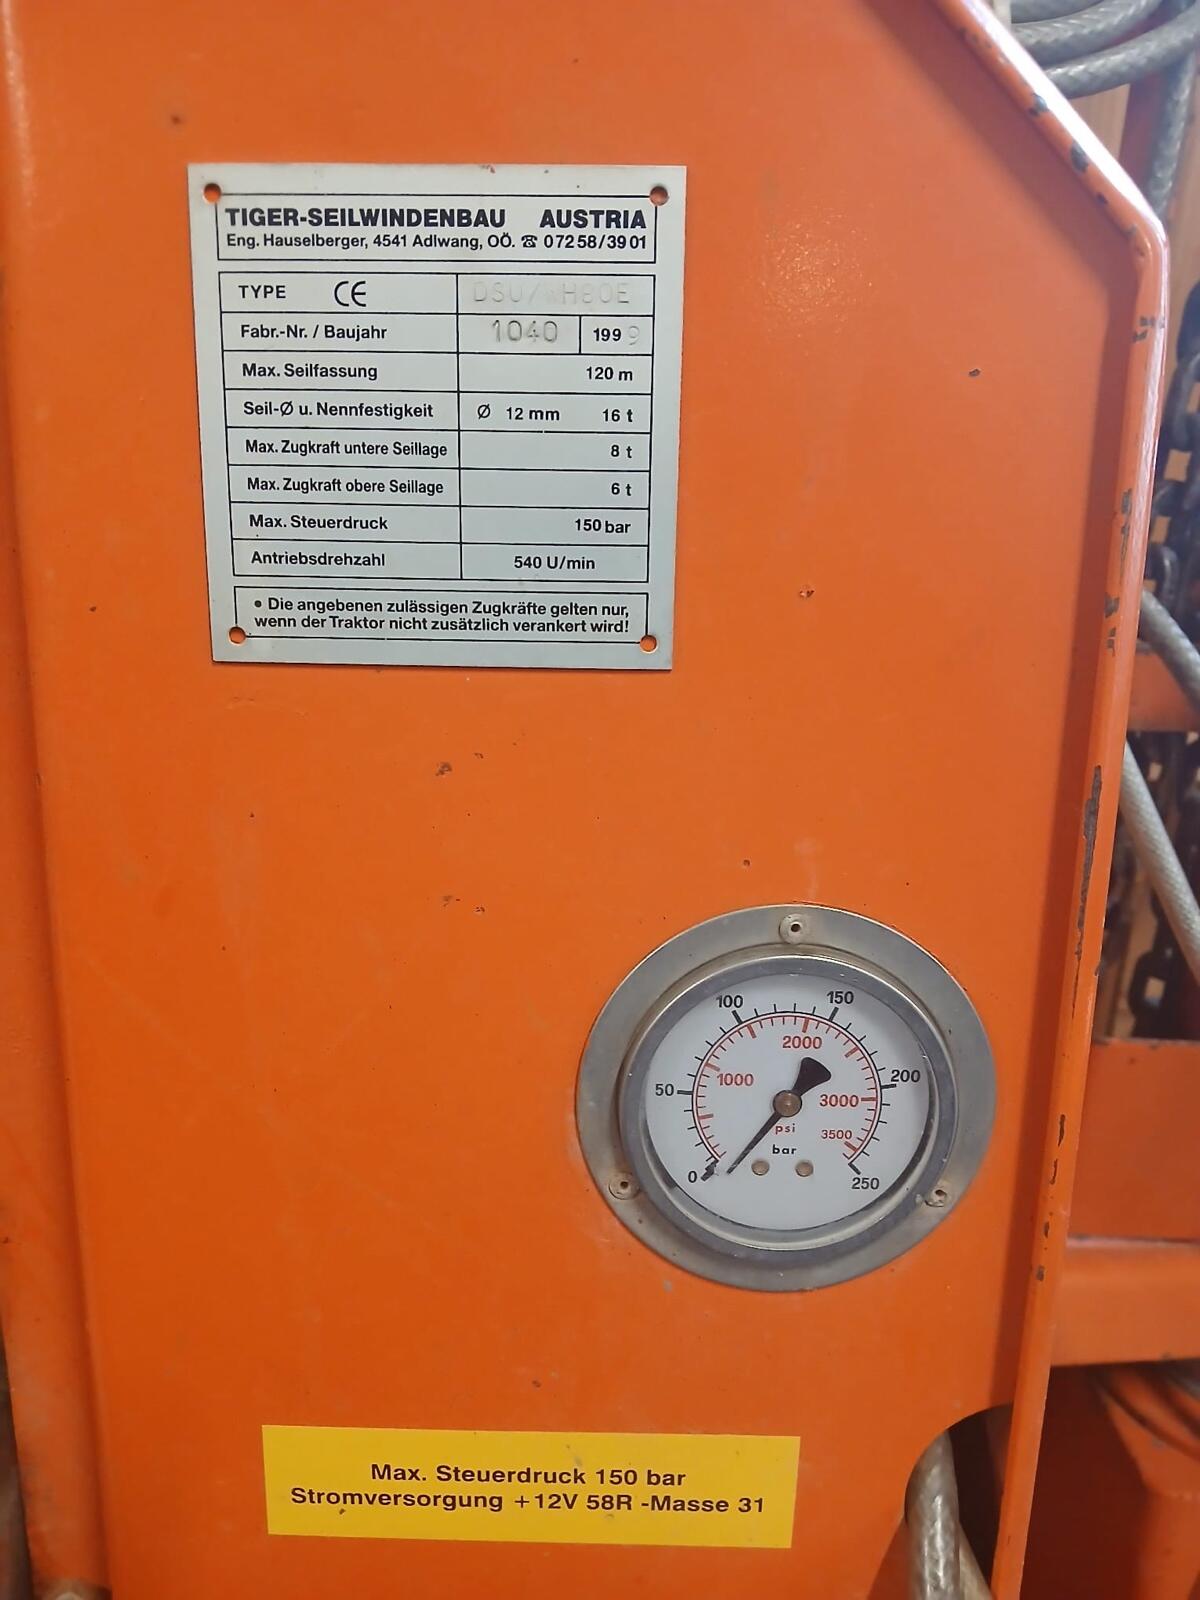 TIGER-SEILWINDENBAU AUSTRIA
Eng. Hauselberger, 4541 Adlwang, OÖ. ☎ 07258/3901
TYPE CE DSU/WH80E
Fabr.-Nr. / Baujahr 1040 1999
Max. Seilfassung 120 m
Seil-Ø u. Nennfestigkeit Ø 12 mm 16 t
Max. Zugkraft untere Seillage 8 t
Max. Zugkraft obere Seillage 6 t
Max. Steuerdruck 150 bar
Antriebsdrehzahl 540 U/min
• Die angebenen zulässigen Zugkräfte gelten nur,
wenn der Traktor nicht zusätzlich verankert wird!
0 50 100 150 200 250
1000 2000 3000 3500
psi
bar
Max. Steuerdruck 150 bar
Stromversorgung +12V 58R -Masse 31